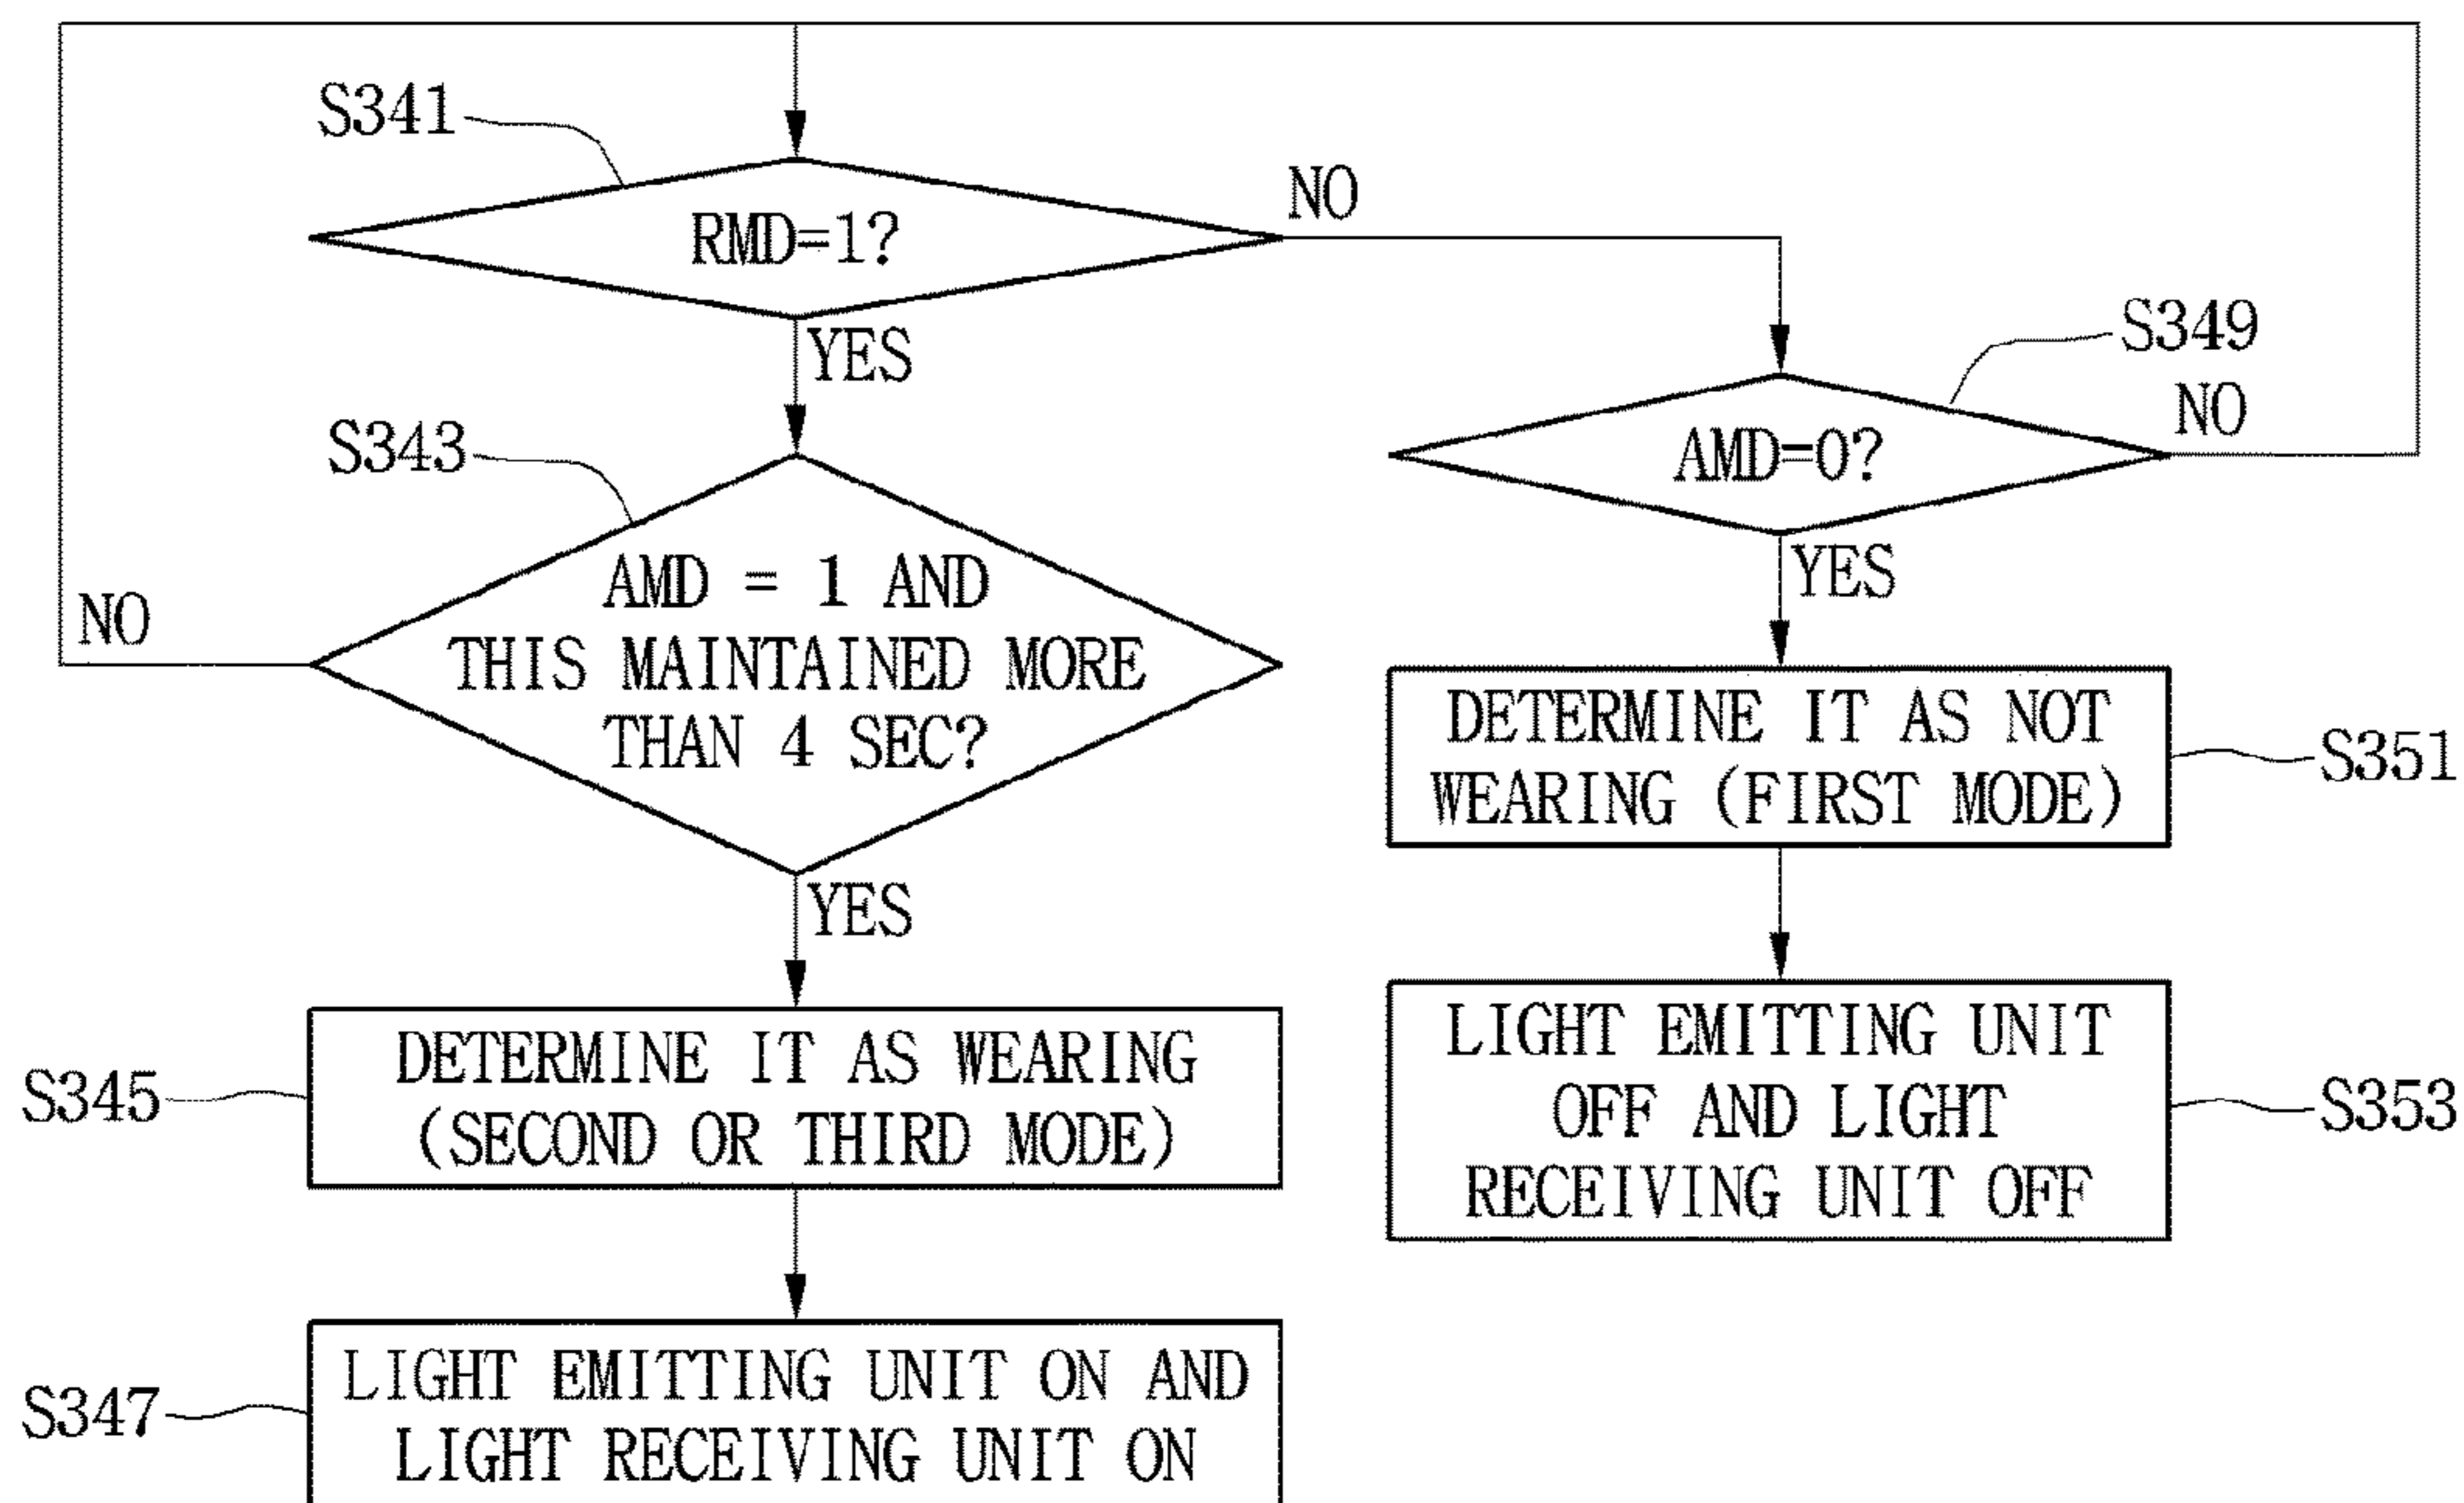 S341
RMD=1?
NO
YES
S349
AMD=0?
NO
YES
S343
AMD = 1 AND
THIS MAINTAINED MORE
THAN 4 SEC?
NO
YES
DETERMINE IT AS NOT
WEARING (FIRST MODE)
S351
S345
DETERMINE IT AS WEARING
(SECOND OR THIRD MODE)
LIGHT EMITTING UNIT
OFF AND LIGHT
RECEIVING UNIT OFF
S353
S347
LIGHT EMITTING UNIT ON AND
LIGHT RECEIVING UNIT ON